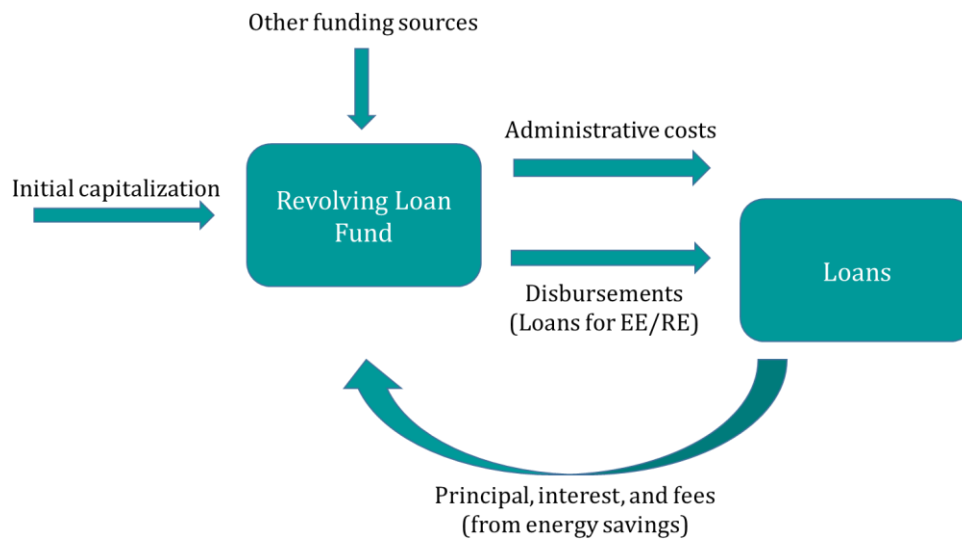 Other funding sources
Administrative costs
Initial capitalization
Revolving Loan
Fund
Loans
Disbursements
(Loans for EE/RE)
Principal, interest, and fees
(from energy savings)